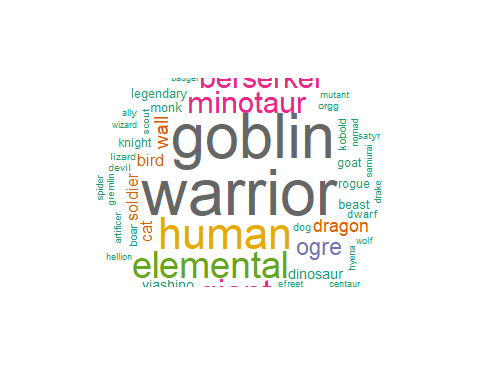 badger
berserker
legendary
minotaur
mutant
orgg
monk
ally
scout
wizard
wall
goblin
kobold
nomad
satyr
knight
bird
lizard
devil
goat
samurai
spider
gremlin
soldier
warrior
rogue
drake
beast
dwarf
artificer
boar
cat
human
dog
dragon
ogre
wolf
hyena
hellion
elemental
dinosaur
viashino
giant
efreet
centaur